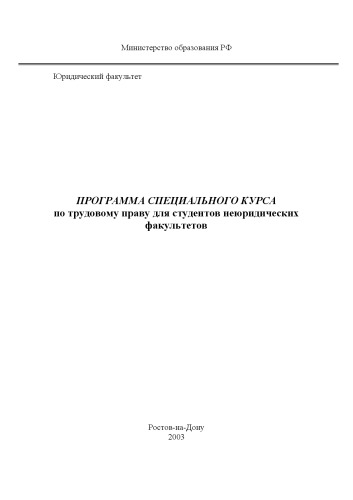 Министерство образования РФ
Юридический факультет
ПРОГРАММА СПЕЦИАЛЬНОГО КУРСА
по трудовому праву для студентов неюридических
факультетов
Ростов-на-Дону
2003